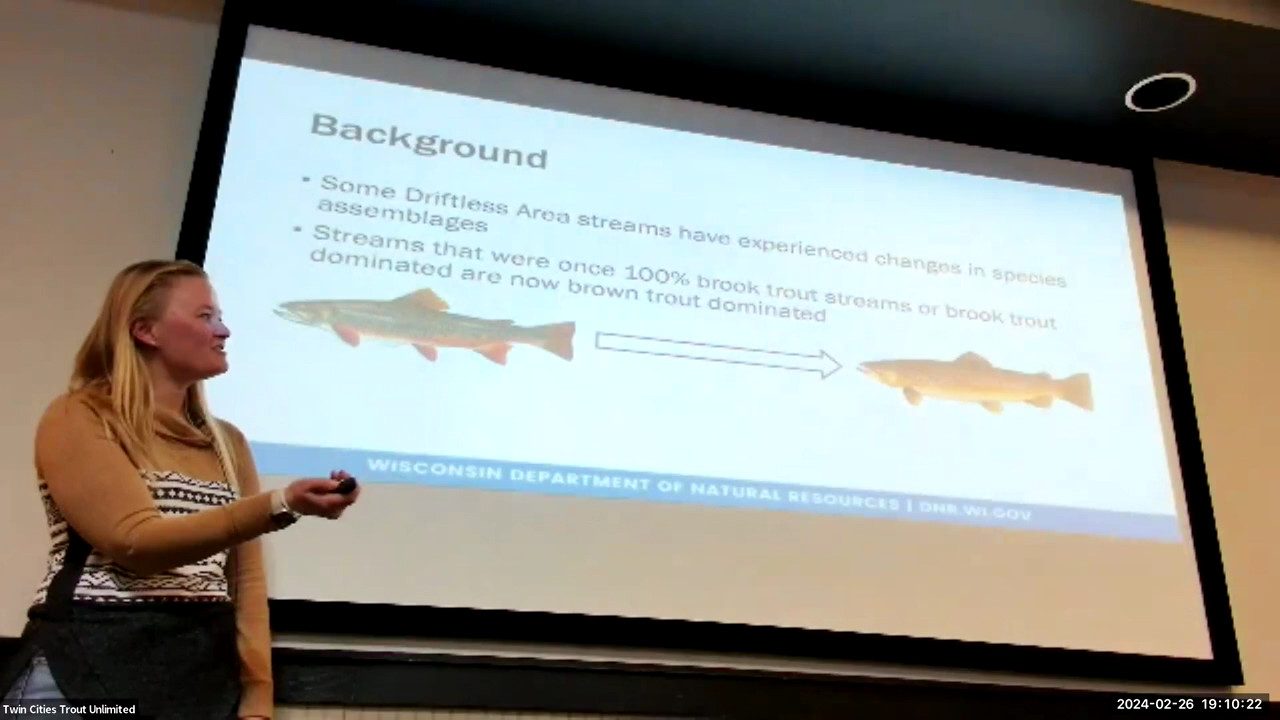 Background
• Some Driftless Area streams have experienced changes in species
assemblages
• Streams that were once 100% brook trout streams or brook trout
dominated are now brown trout dominated
WISCONSIN DEPARTMENT OF NATURAL RESOURCES | DNR.WI.GOV
Twin Cities Trout Unlimited
2024-02-26 19:10:22